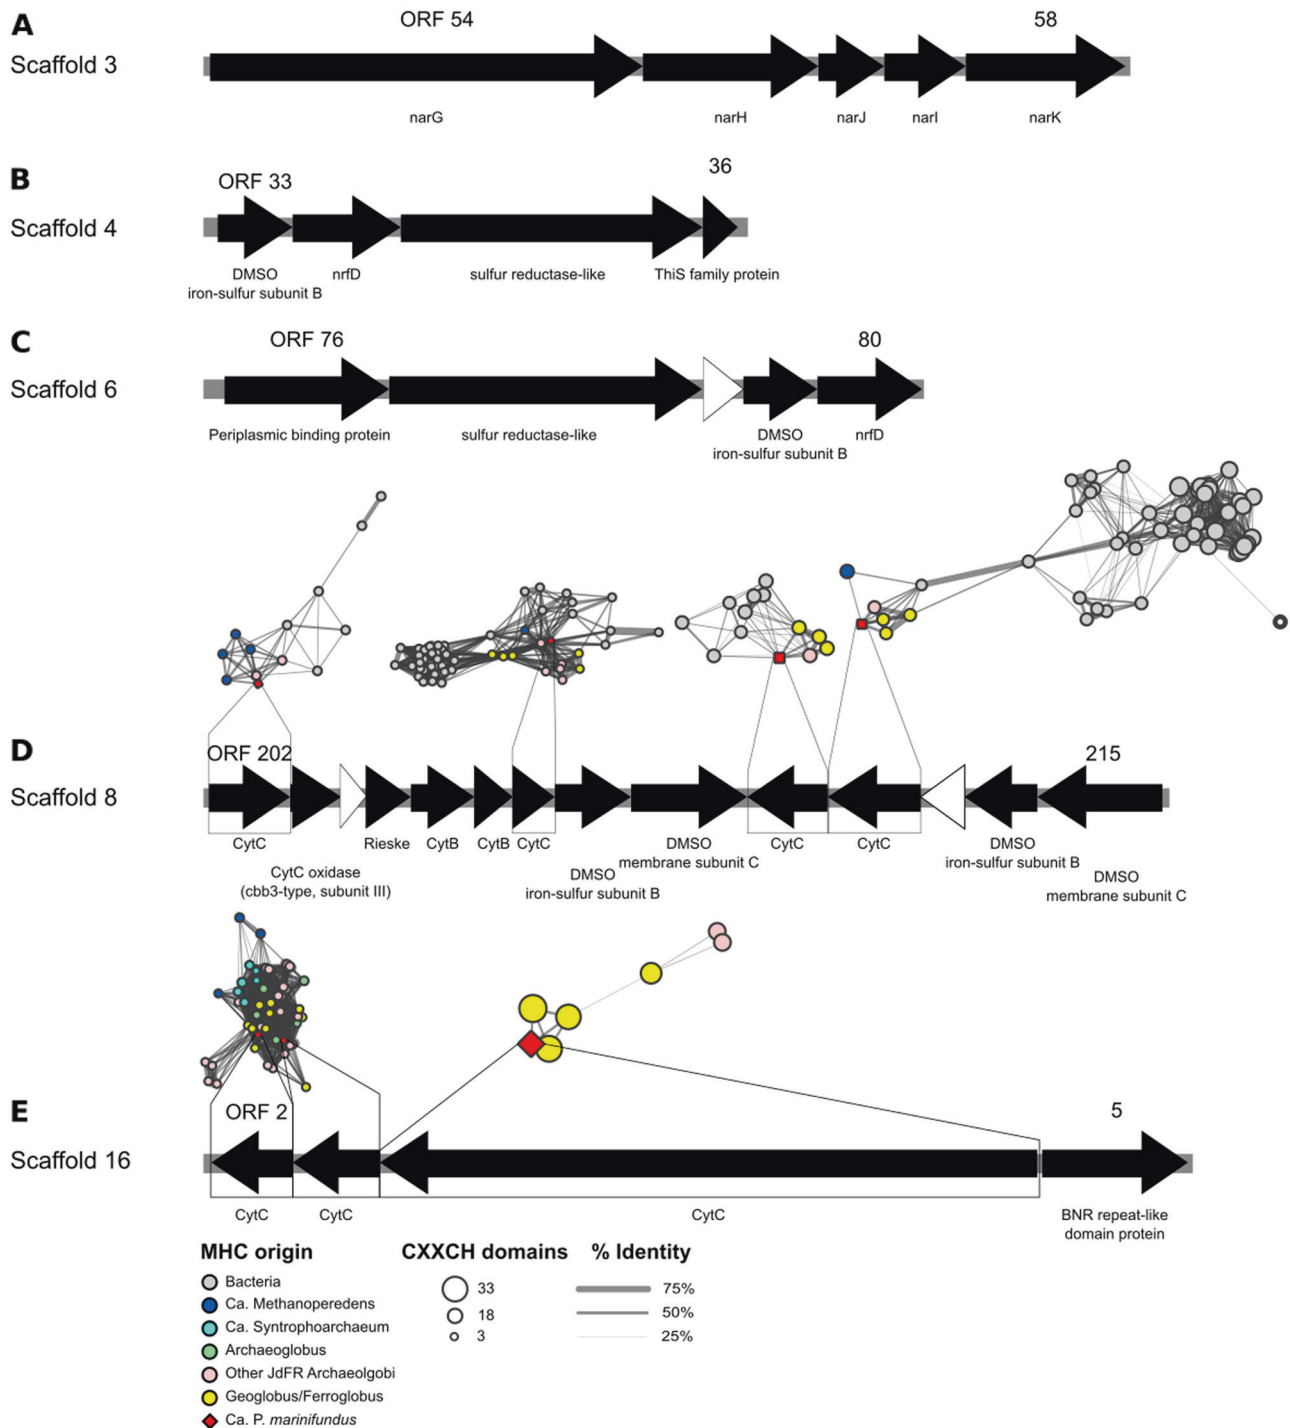 A
ORF 54
58
Scaffold 3
narG
narH
narJ
narI
narK
B
ORF 33
36
Scaffold 4
DMSO
iron-sulfur subunit B
nrfD
sulfur reductase-like
ThiS family protein
C
ORF 76
80
Scaffold 6
Periplasmic binding protein
sulfur reductase-like
DMSO
iron-sulfur subunit B
nrfD
D
ORF 202
215
Scaffold 8
CytC
CytC oxidase
(cbb3-type, subunit III)
Rieske
CytB
CytB
CytC
DMSO
iron-sulfur subunit B
DMSO
membrane subunit C
CytC
CytC
DMSO
iron-sulfur subunit B
DMSO
membrane subunit C
E
ORF 2
5
Scaffold 16
CytC
CytC
CytC
BNR repeat-like
domain protein
MHC origin
Bacteria
Ca. Methanoperedens
Ca. Syntrophoarchaeum
Archaeoglobus
Other JdFR Archaeolgobi
Geoglobus/Ferroglobus
Ca. P. marinifundus
CXXCH domains
33
18
3
% Identity
75%
50%
25%